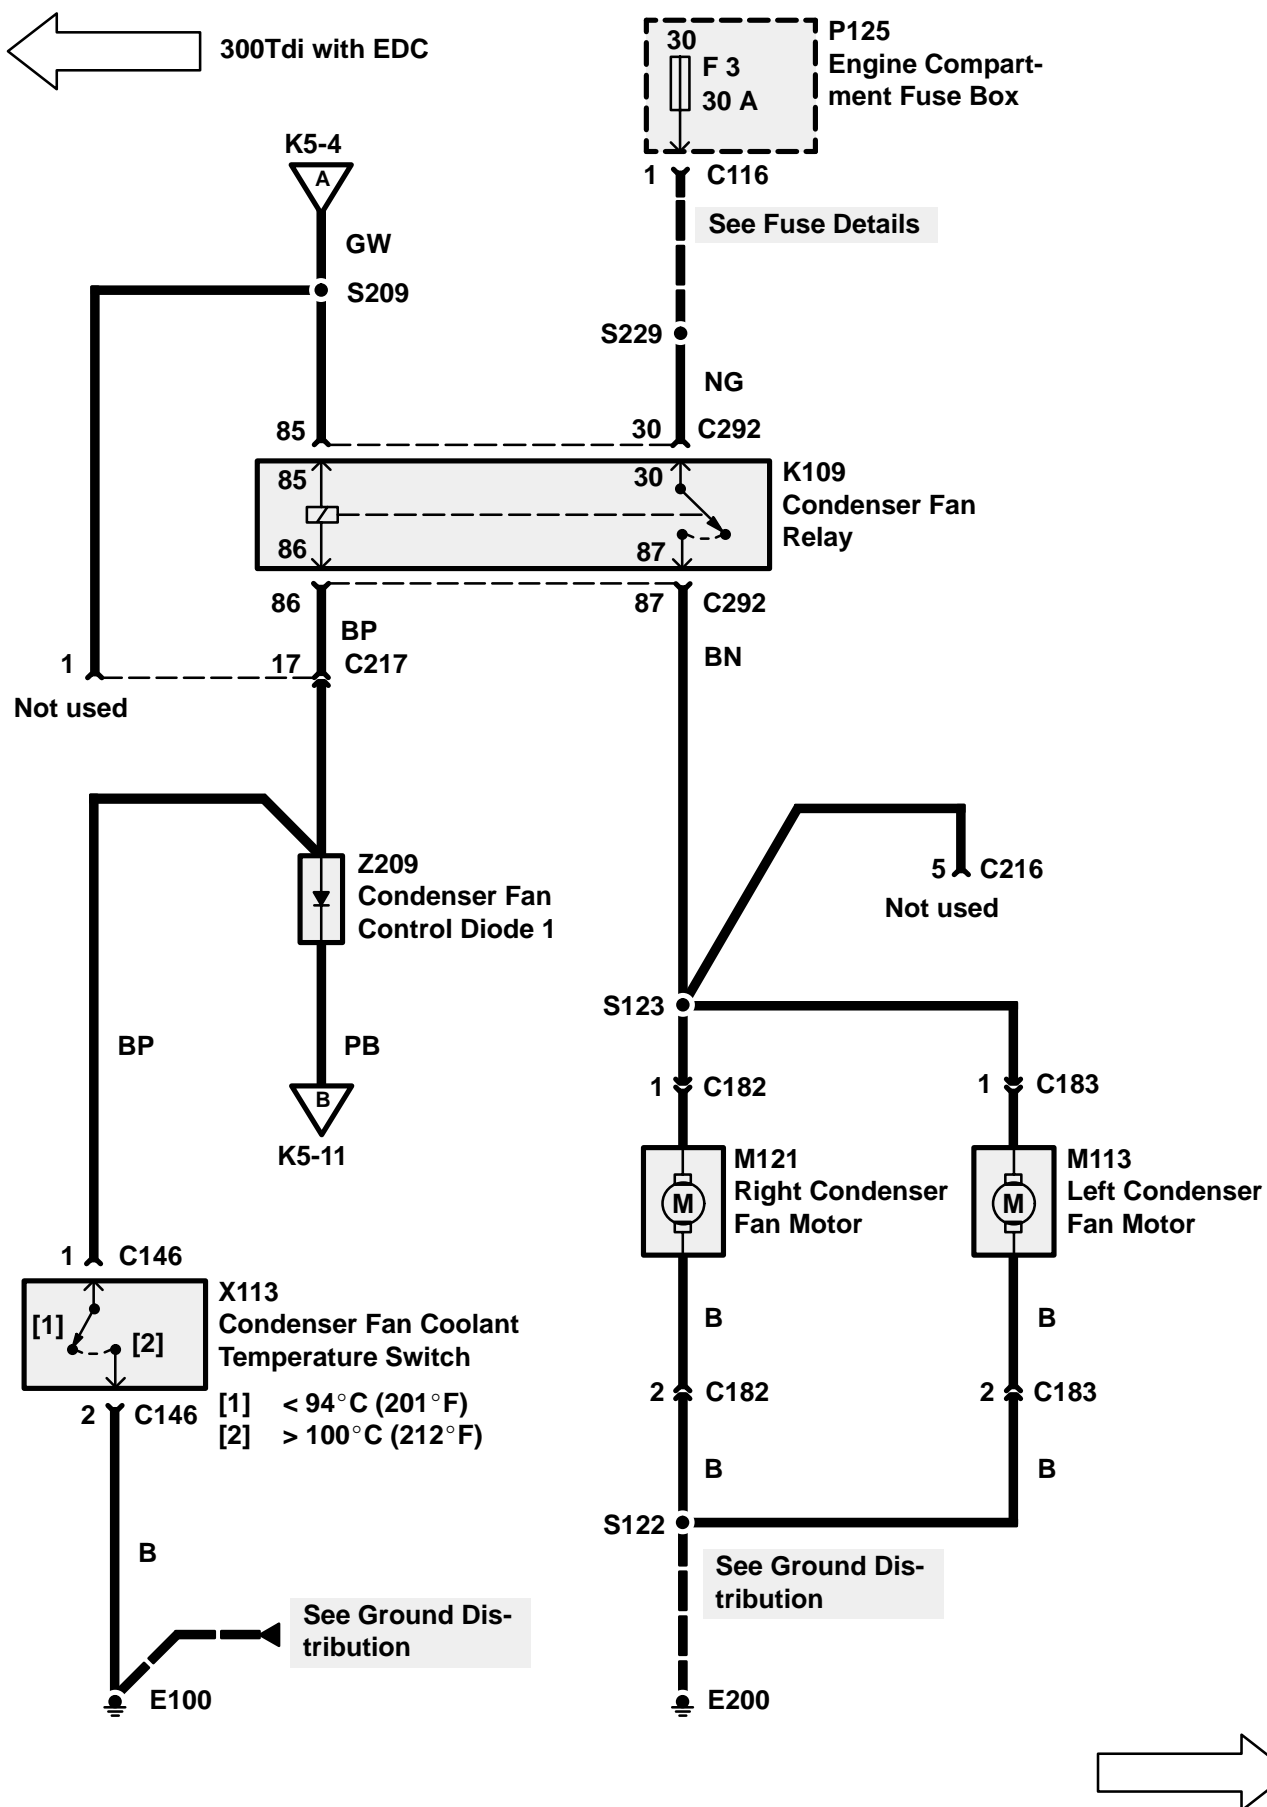 300Tdi with EDC
30
F 3
30 A
P125
Engine Compart-
ment Fuse Box
K5-4
A
1
C116
See Fuse Details
GW
S209
S229
NG
85
30
C292
85
30
86
87
K109
Condenser Fan
Relay
86
87
C292
BP
BN
1
17
C217
Not used
Z209
Condenser Fan
Control Diode 1
5
C216
Not used
S123
BP
PB
B
K5-11
1
C182
1
C183
M
M121
Right Condenser
Fan Motor
M
M113
Left Condenser
Fan Motor
1
C146
[1]
[2]
X113
Condenser Fan Coolant
Temperature Switch
[1] < 94°C (201°F)
[2] > 100°C (212°F)
B
B
2
C182
2
C183
2
C146
B
B
S122
B
See Ground Dis-
tribution
See Ground Dis-
tribution
E100
E200